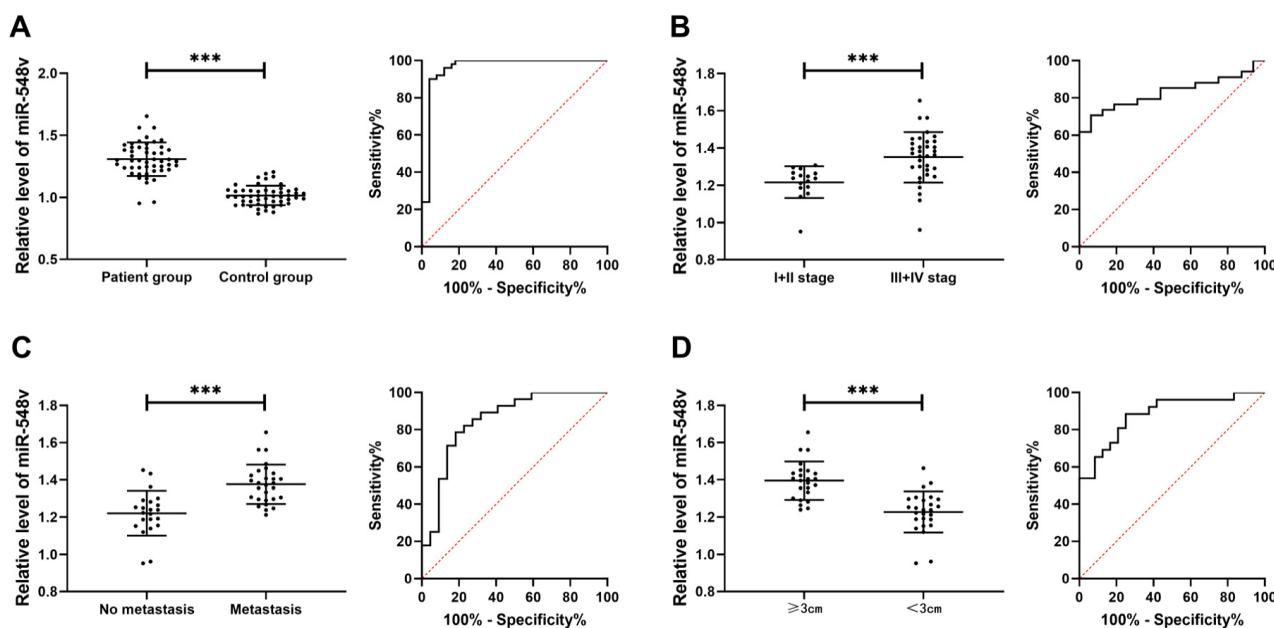 A
B
***
Relative level of miR-548v
2.0
1.5
1.0
0.5
Patient group
Control group
Sensitivity%
100
80
60
40
20
0
0 20 40 60 80 100
100% - Specificity%
***
Relative level of miR-548v
1.8
1.6
1.4
1.2
1.0
0.8
I+II stage
III+IV stag
Sensitivity%
100
80
60
40
20
0
0 20 40 60 80 100
100% - Specificity%
C
D
***
Relative level of miR-548v
1.8
1.6
1.4
1.2
1.0
0.8
No metastasis
Metastasis
Sensitivity%
100
80
60
40
20
0
0 20 40 60 80 100
100% - Specificity%
***
Relative level of miR-548v
1.8
1.6
1.4
1.2
1.0
0.8
≥3cm
<3cm
Sensitivity%
100
80
60
40
20
0
0 20 40 60 80 100
100% - Specificity%